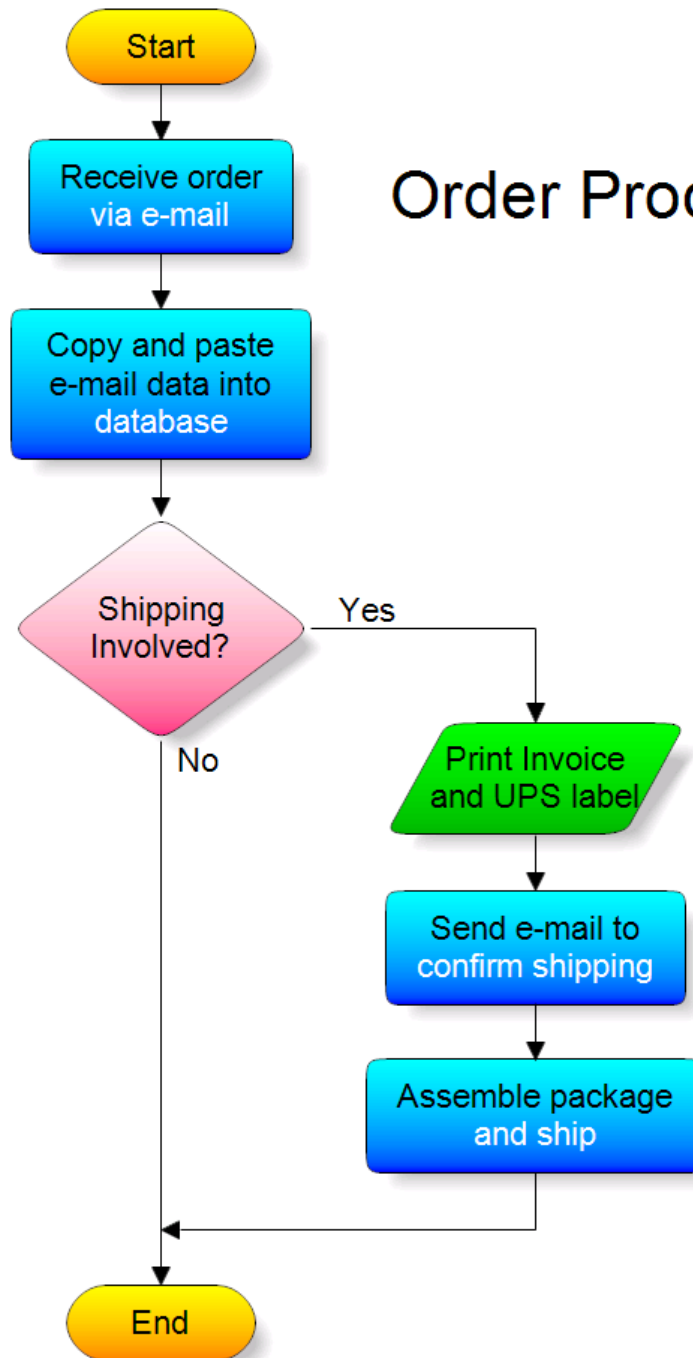 Start
Receive order
via e-mail
Order Proc
Copy and paste
e-mail data into
database
Shipping
Involved?
Yes
No
Print Invoice
and UPS label
Send e-mail to
confirm shipping
Assemble package
and ship
End